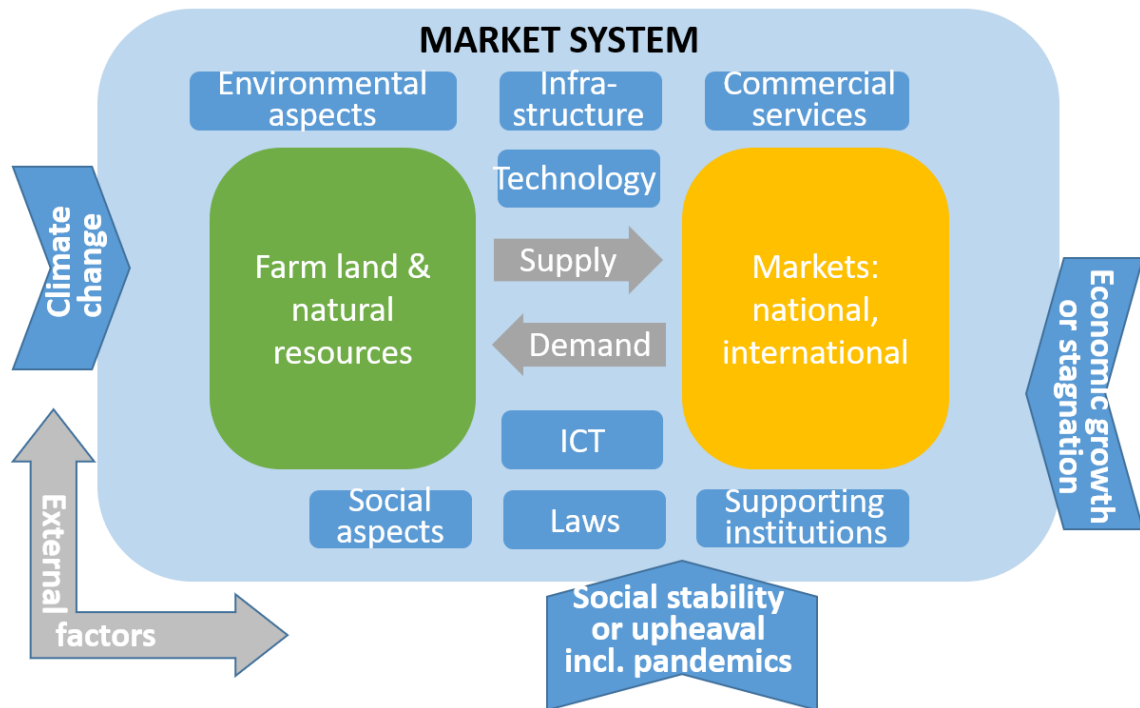 MARKET SYSTEM
Environmental
aspects
Infra-
structure
Commercial
services
Technology
Climate
change
Farm land &
natural
resources
Supply
Demand
Markets:
national,
international
Economic growth
or stagnation
ICT
Social
aspects
Laws
Supporting
institutions
External
factors
Social stability
or upheaval
incl. pandemics